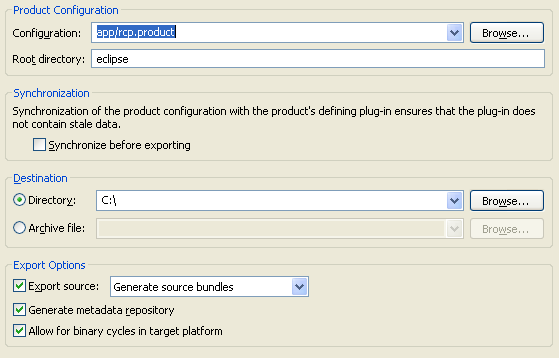 Product Configuration
Configuration: app/rcp.product Browse...
Root directory: eclipse
Synchronization
Synchronization of the product configuration with the product's defining plug-in ensures that the plug-in does
not contain stale data.
Synchronize before exporting
Destination
Directory: C:\ Browse...
Archive file: Browse...
Export Options
Export source: Generate source bundles
Generate metadata repository
Allow for binary cycles in target platform